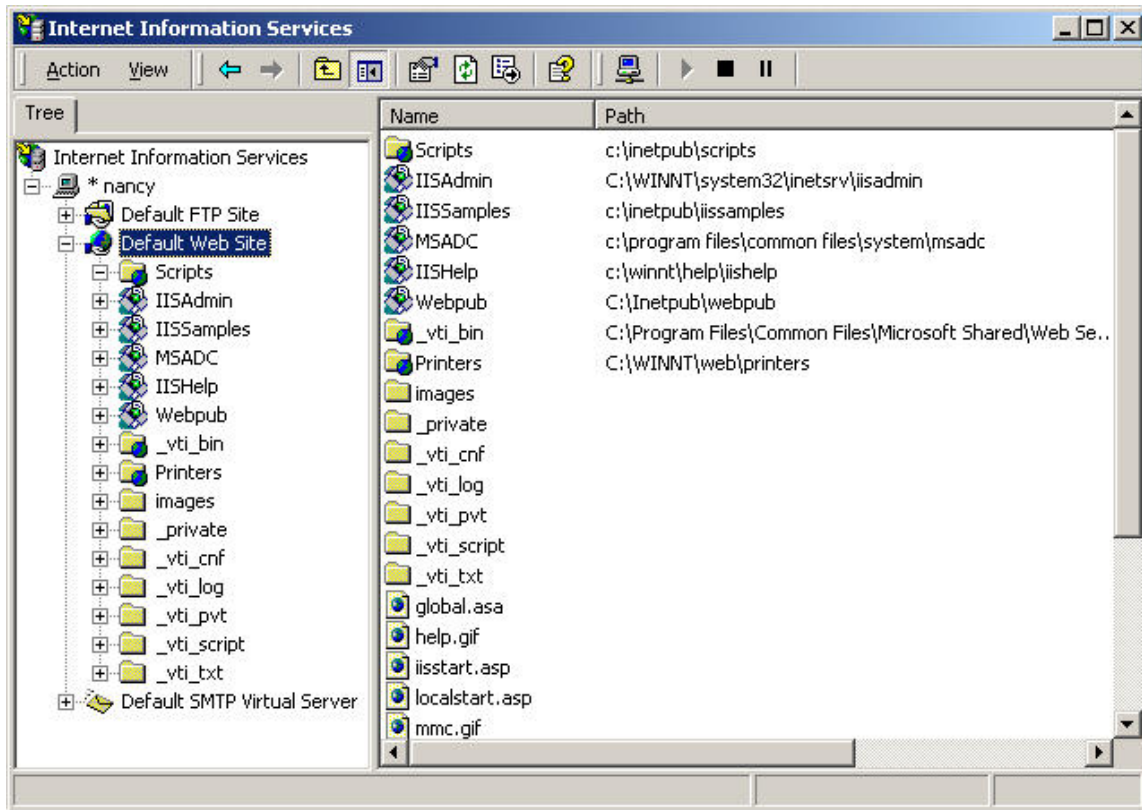 Internet Information Services
Action View
Tree
Internet Information Services
* nancy
Default FTP Site
Default Web Site
Scripts
IISAdmin
IISSamples
MSADC
IISHelp
Webpub
_vti_bin
Printers
images
_private
_vti_cnf
_vti_log
_vti_pvt
_vti_script
_vti_txt
Default SMTP Virtual Server
Name Path
Scripts c:\inetpub\scripts
IISAdmin C:\WINNT\system32\inetsrv\iisadmin
IISSamples c:\inetpub\iissamples
MSADC c:\program files\common files\system\msadc
IISHelp c:\winnt\help\iishelp
Webpub C:\Inetpub\webpub
_vti_bin C:\Program Files\Common Files\Microsoft Shared\Web Se..
Printers C:\WINNT\web\printers
images
_private
_vti_cnf
_vti_log
_vti_pvt
_vti_script
_vti_txt
global.asa
help.gif
iisstart.asp
localstart.asp
mmc.gif